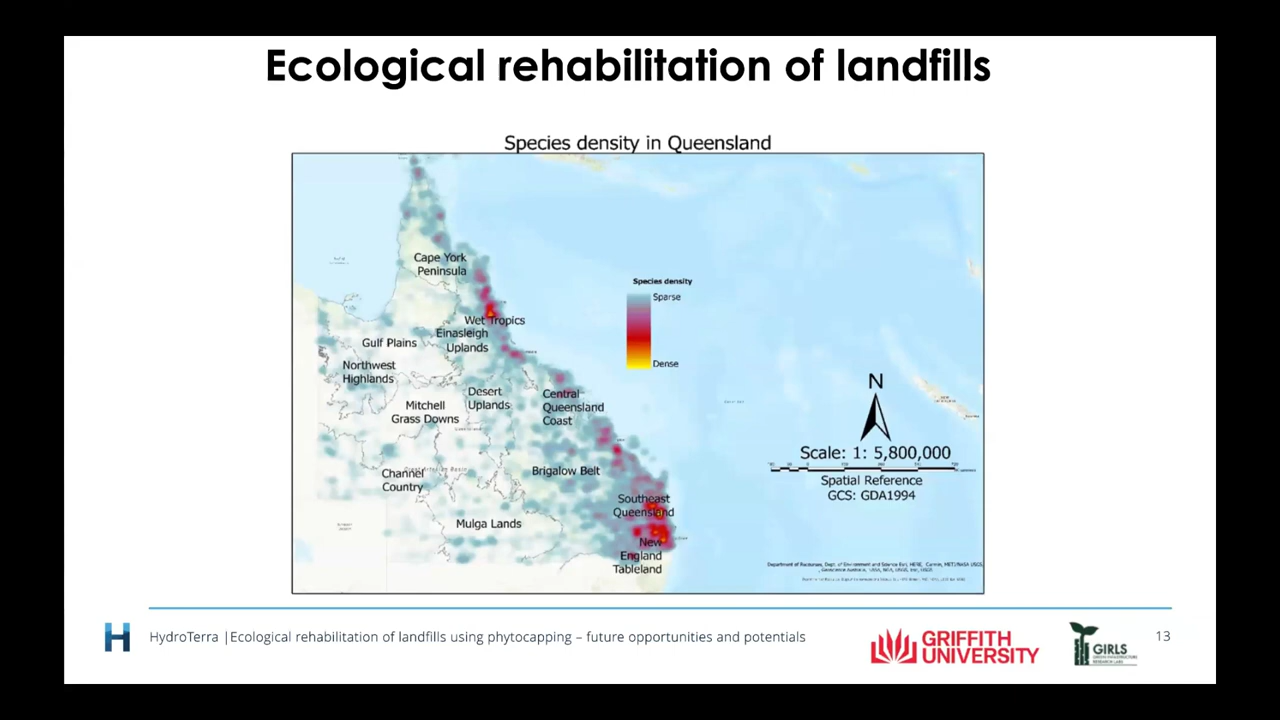 Ecological rehabilitation of landfills
Species density in Queensland
Cape York
Peninsula
Species density
Sparse
Dense
Wet Tropics
Einasleigh
Uplands
Gulf Plains
Northwest
Highlands
Desert
Uplands
Mitchell
Grass Downs
Central
Queensland
Coast
N
Scale: 1: 5,800,000
Spatial Reference
GCS: GDA1994
Brigalow Belt
Channel
Country
Southeast
Queensland
Mulga Lands
New
England
Tableland
H
HydroTerra |Ecological rehabilitation of landfills using phytocapping – future opportunities and potentials
GRIFFITH
UNIVERSITY
GIRLS
13